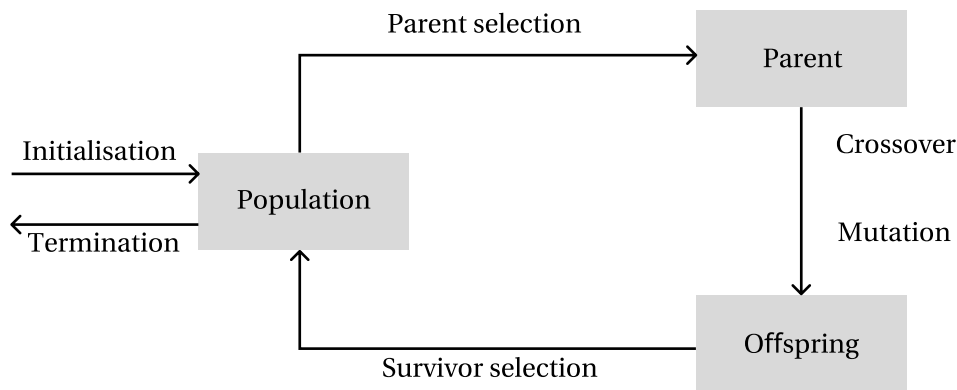 Parent selection
Parent
Initialisation
Crossover
Population
Mutation
Termination
Offspring
Survivor selection